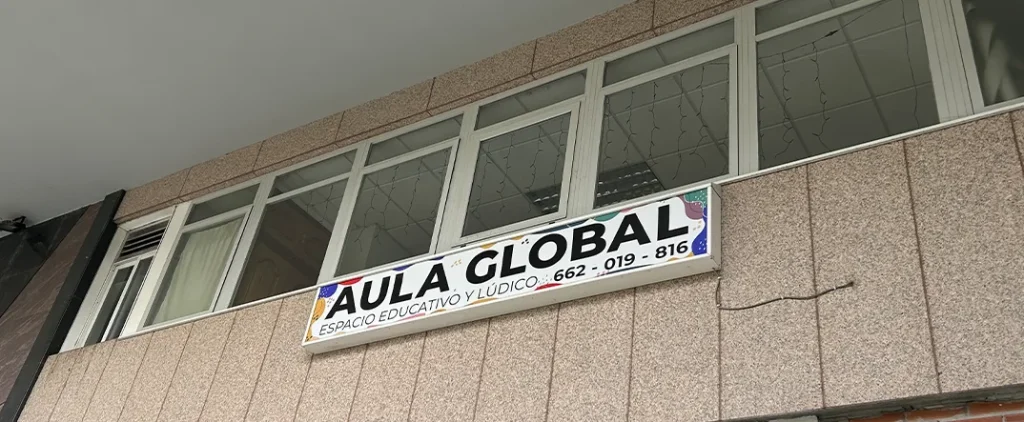 AULA GLOBAL
ESPACIO EDUCATIVO Y LÚDICO 662 - 019 - 816